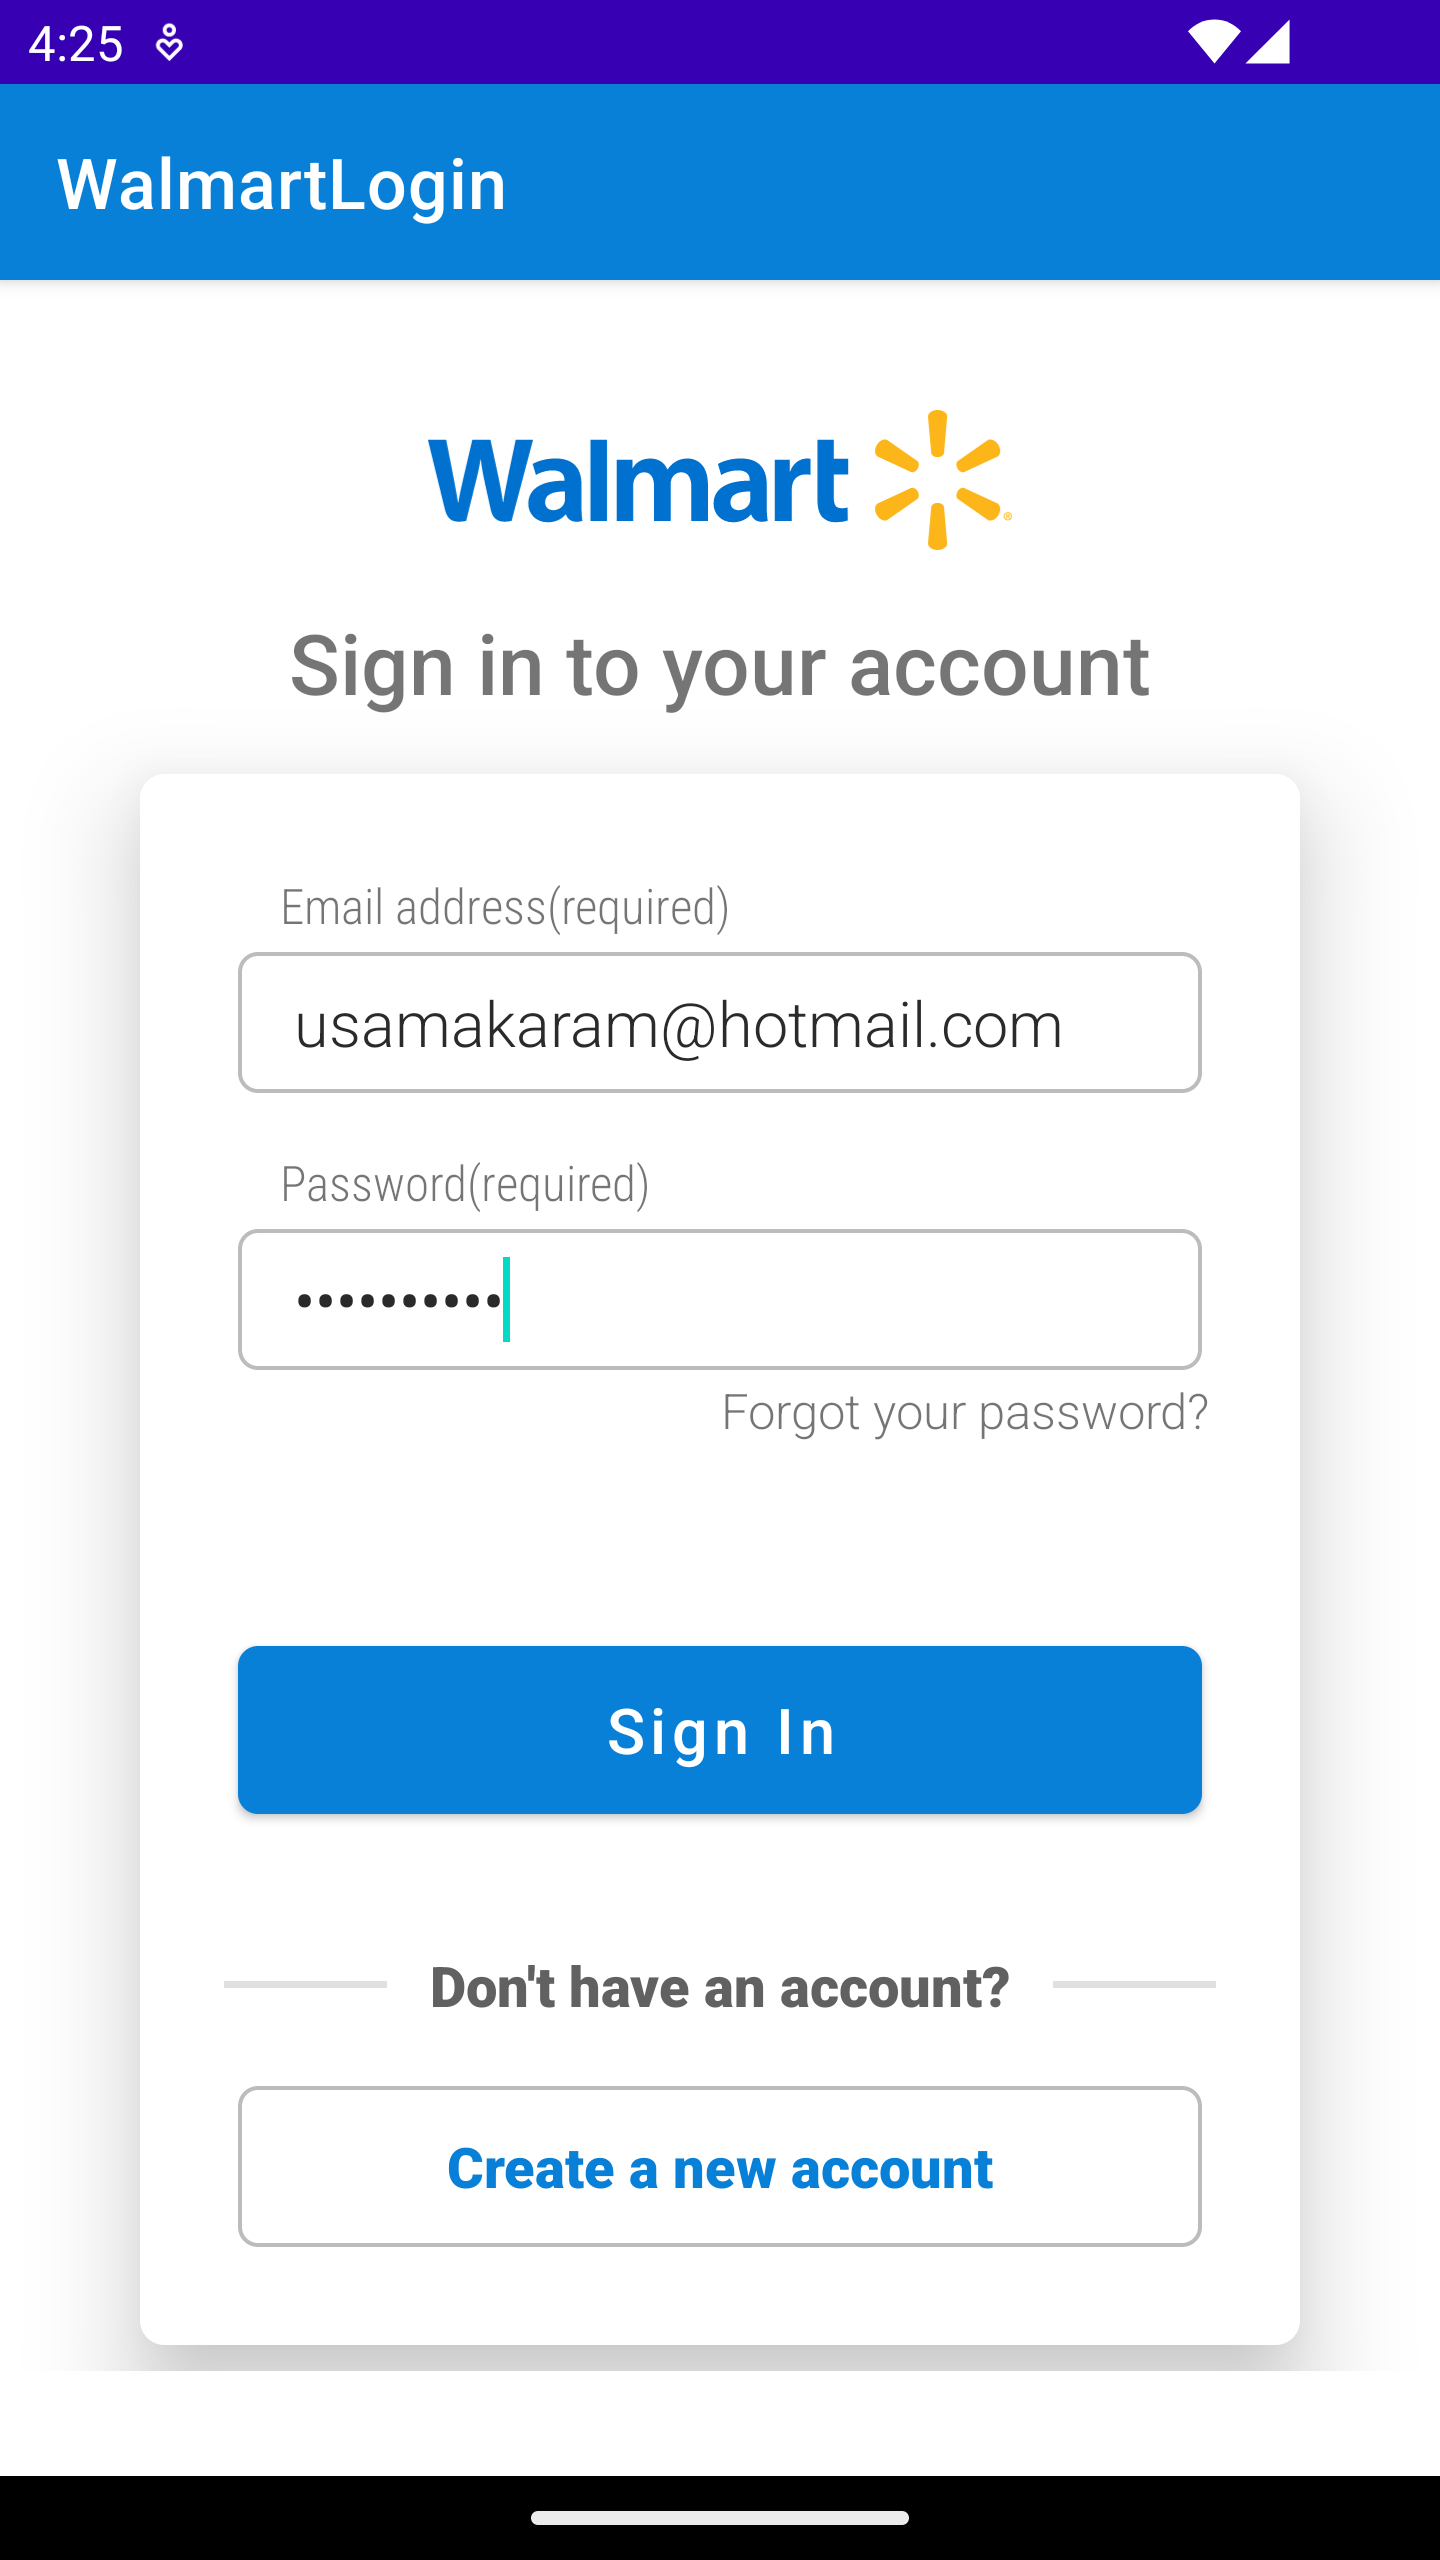 4:25
WalmartLogin
Walmart
Sign in to your account
Email address(required)
usamakaram@hotmail.com
Password(required)
••••••••••
Forgot your password?
Sign In
Don't have an account?
Create a new account